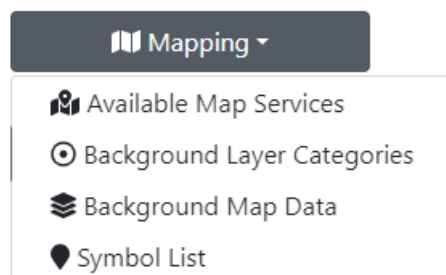 Mapping
Available Map Services
Background Layer Categories
Background Map Data
Symbol List